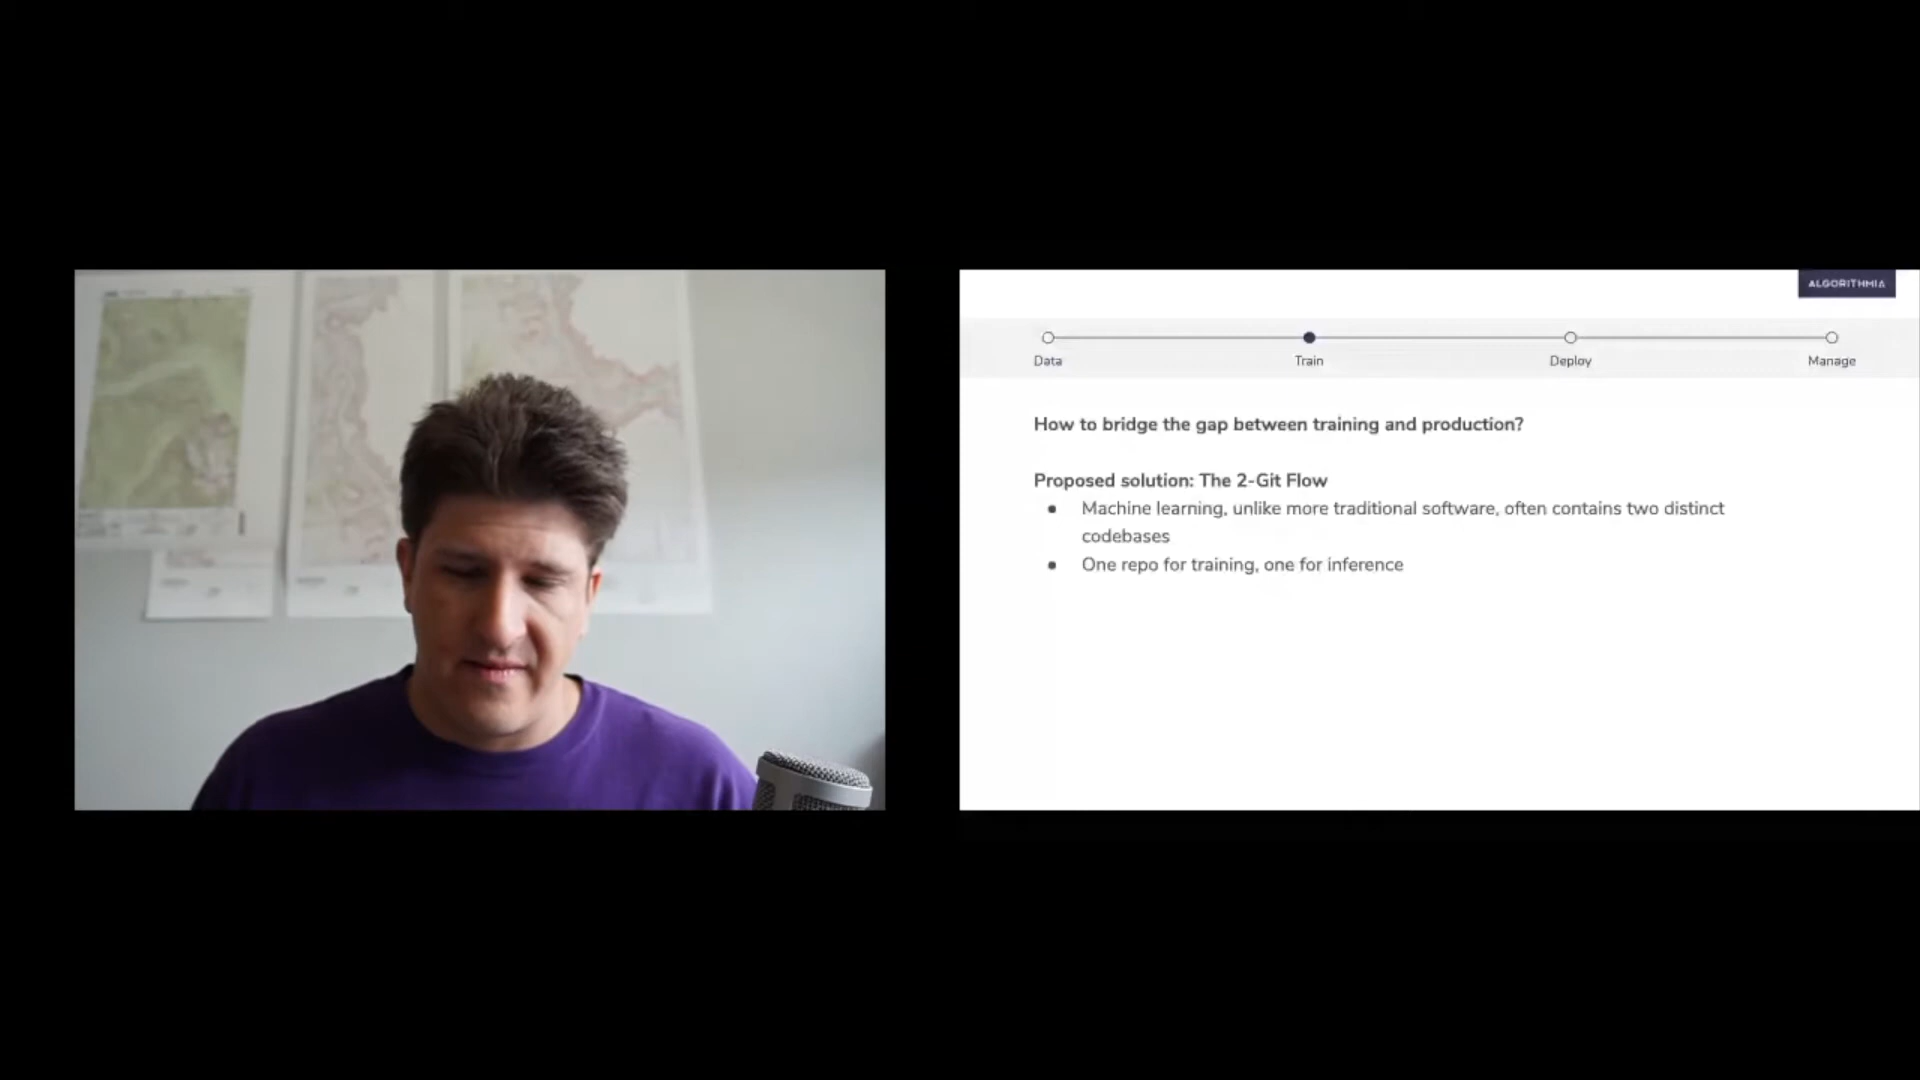 ALGORITHMIA
Data Train Deploy Manage
How to bridge the gap between training and production?
Proposed solution: The 2-Git Flow
● Machine learning, unlike more traditional software, often contains two distinct
codebases
● One repo for training, one for inference